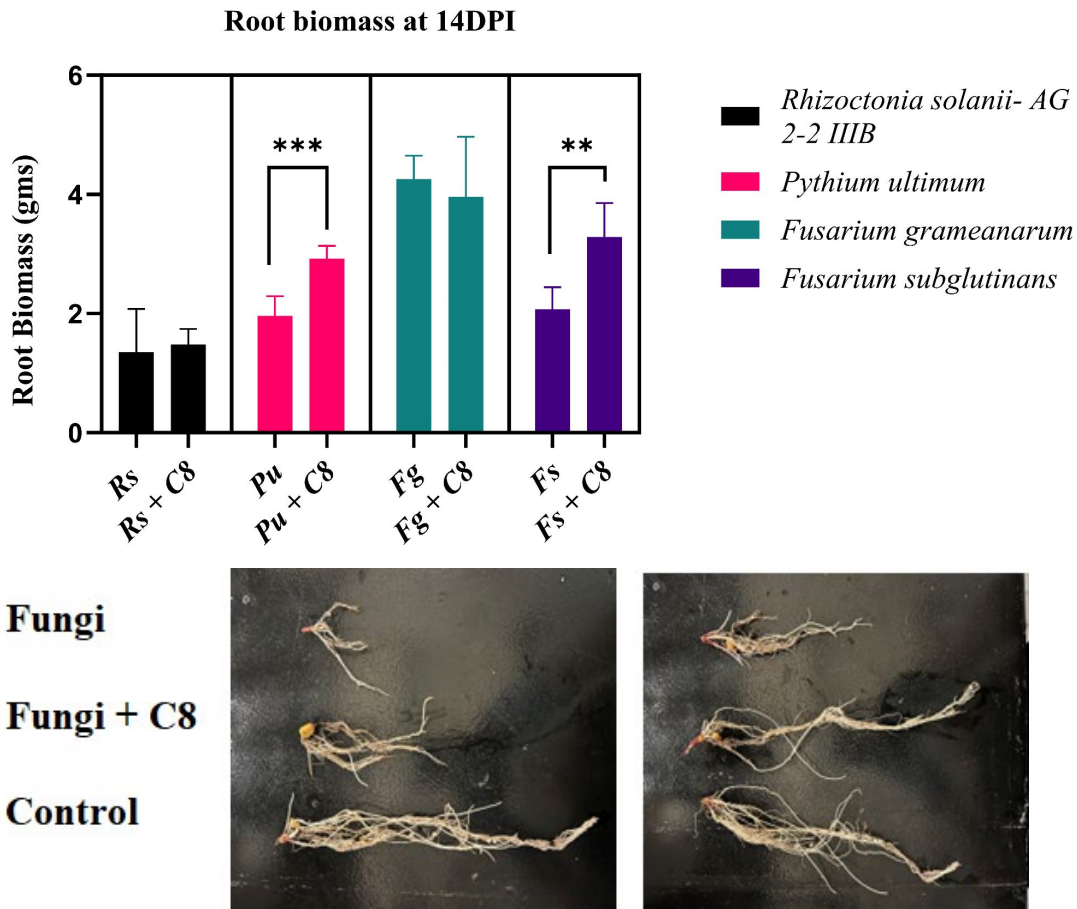 Root biomass at 14DPI
Root Biomass (gms)
6
4
2
0
***
**
Rs
Rs + C8
Pu
Pu + C8
Fg
Fg + C8
Fs
Fs + C8
Rhizoctonia solanii- AG
2-2 IIIB
Pythium ultimum
Fusarium grameanarum
Fusarium subglutinans
Fungi
Fungi + C8
Control